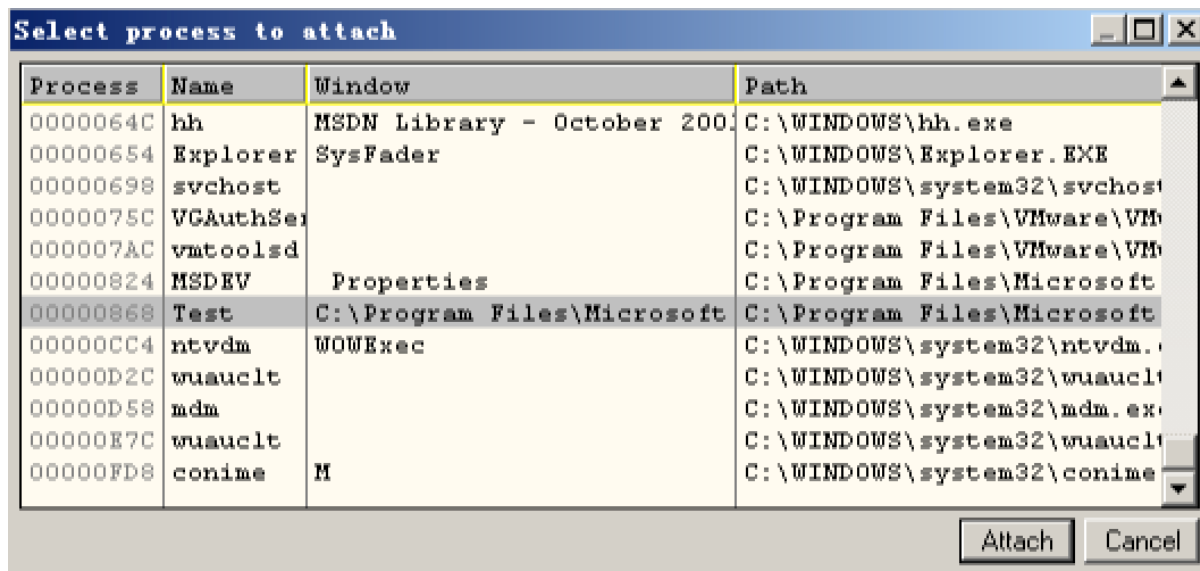 Select process to attach
Process Name Window Path
0000064C hh MSDN Library - October 200 C:\WINDOWS\hh.exe
00000654 Explorer SysFader C:\WINDOWS\Explorer.EXE
00000698 svchost C:\WINDOWS\system32\svchost
0000075C VGAuthSer C:\Program Files\VMware\VMw
000007AC vmtoolsd C:\Program Files\VMware\VMw
00000824 MSDEV Properties C:\Program Files\Microsoft
00000868 Test C:\Program Files\Microsoft C:\Program Files\Microsoft
00000CC4 ntvdm WOWExec C:\WINDOWS\system32\ntvdm.
00000D2C wuauclt C:\WINDOWS\system32\wuauclt
00000D58 mdm C:\WINDOWS\system32\mdm.exe
00000E7C wuauclt C:\WINDOWS\system32\wuauclt
00000FD8 conime M C:\WINDOWS\system32\conime
Attach Cancel